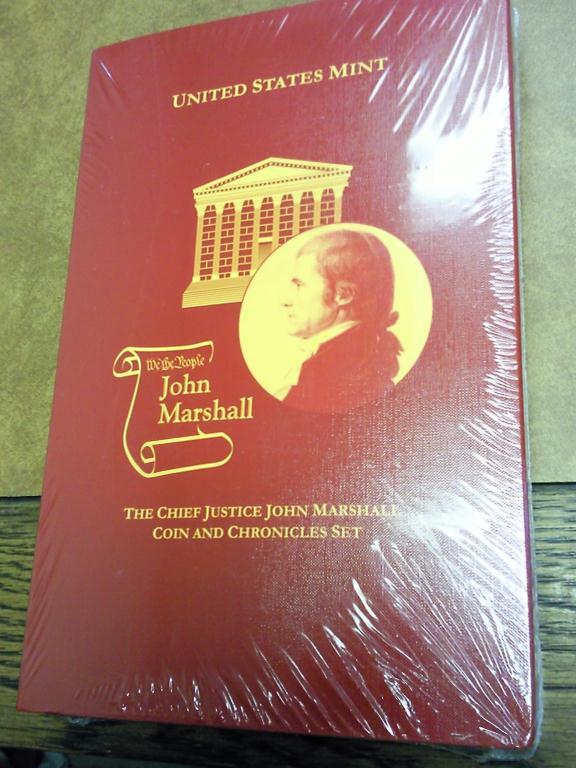 UNITED STATES MINT
We the People
John
Marshall
THE CHIEF JUSTICE JOHN MARSHALL
COIN AND CHRONICLES SET